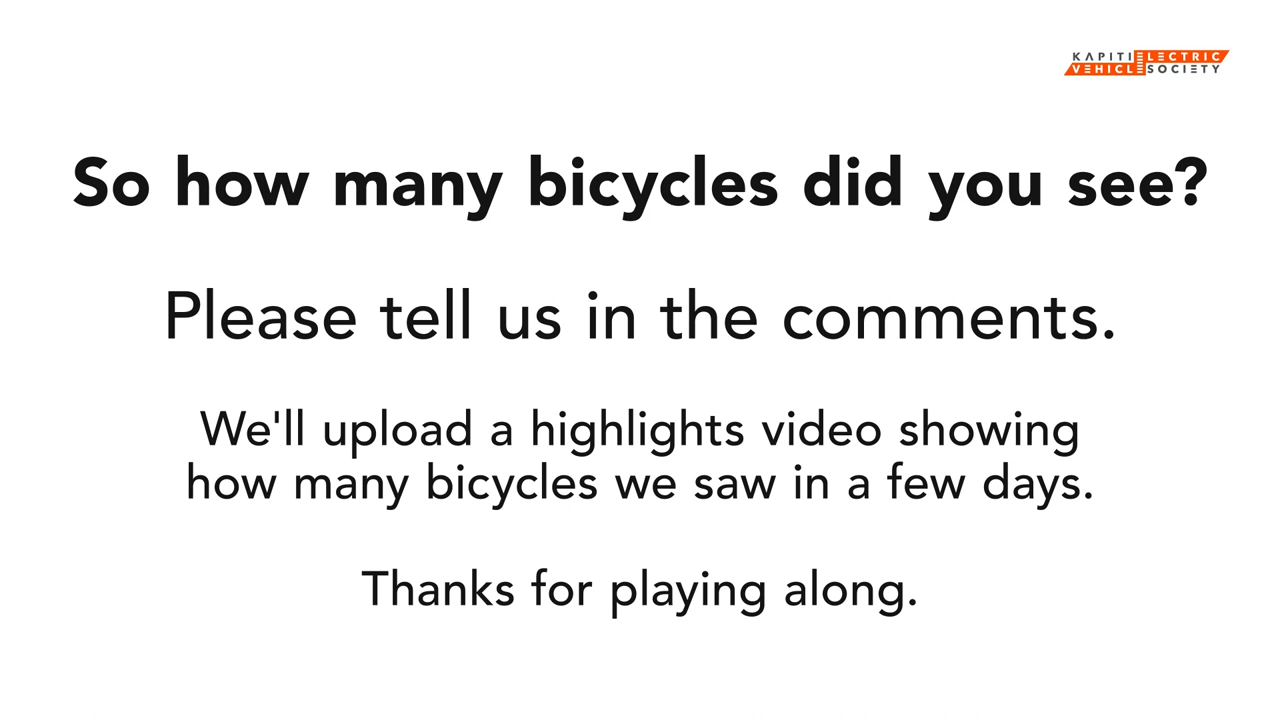 KAPITI ELECTRIC
VEHICLE SOCIETY
So how many bicycles did you see?
Please tell us in the comments.
We'll upload a highlights video showing
how many bicycles we saw in a few days.
Thanks for playing along.